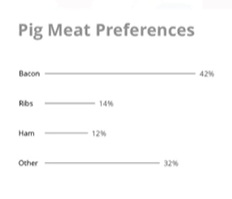 Pig Meat Preferences
Bacon 42%
Ribs 14%
Ham 12%
Other 32%